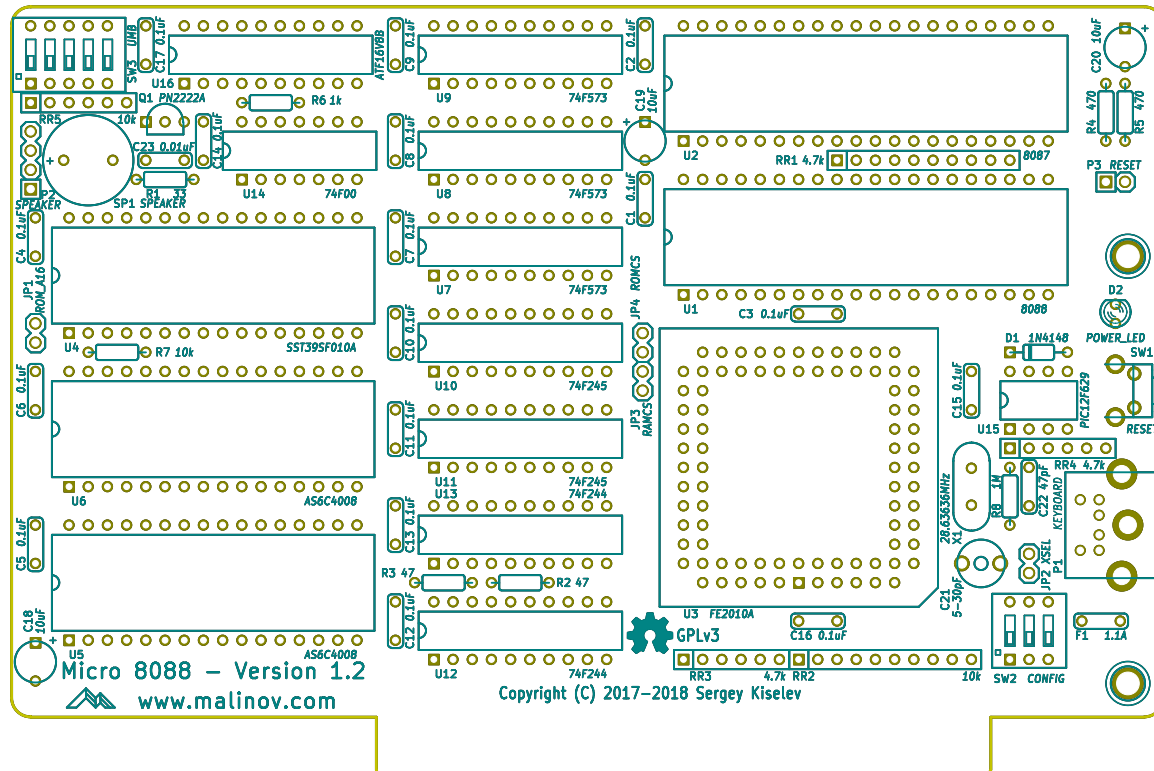 UMB
SW3
0.1uF
C17
U16
ATF16V8B
0.1uF
C9
U9
74F573
0.1uF
C2
C19
10uF
+
U2
8087
RR1 4.7k
C20 10uF
+
470
R4
470
R5
P3 RESET
RR5
10k
Q1 PN2222A
R6 1k
C23 0.01uF
C14 0.1uF
+
P2
SPEAKER
R1 33
SP1 SPEAKER
U14
74F00
C8 0.1uF
U8
74F573
C1 0.1uF
U1
8088
C4 0.1uF
JP1
ROM_A16
U4
SST39SF010A
R7 10k
C7 0.1uF
U7
74F573
ROMCS
JP4
C3 0.1uF
D2
POWER_LED
D1 1N4148
SW1
RESET
C6 0.1uF
U6
AS6C4008
C10 0.1uF
U10
74F245
JP3
RAMCS
C15 0.1uF
PIC12F629
U15
RR4 4.7k
C11 0.1uF
U11
74F245
U13
74F244
C13 0.1uF
28.63636MHz
X1
1M
R8
C22 47pF
KEYBOARD
P1
C5 0.1uF
U5
AS6C4008
R3 47
R2 47
U3 FE2010A
C21
5-30pF
JP2 XSEL
C18
10uF
+
C12 0.1uF
U12
74F244
GPLv3
C16 0.1uF
F1 1.1A
SW2 CONFIG
RR3
4.7k
RR2
10k
Micro 8088 - Version 1.2
www.malinov.com
Copyright (C) 2017-2018 Sergey Kiselev